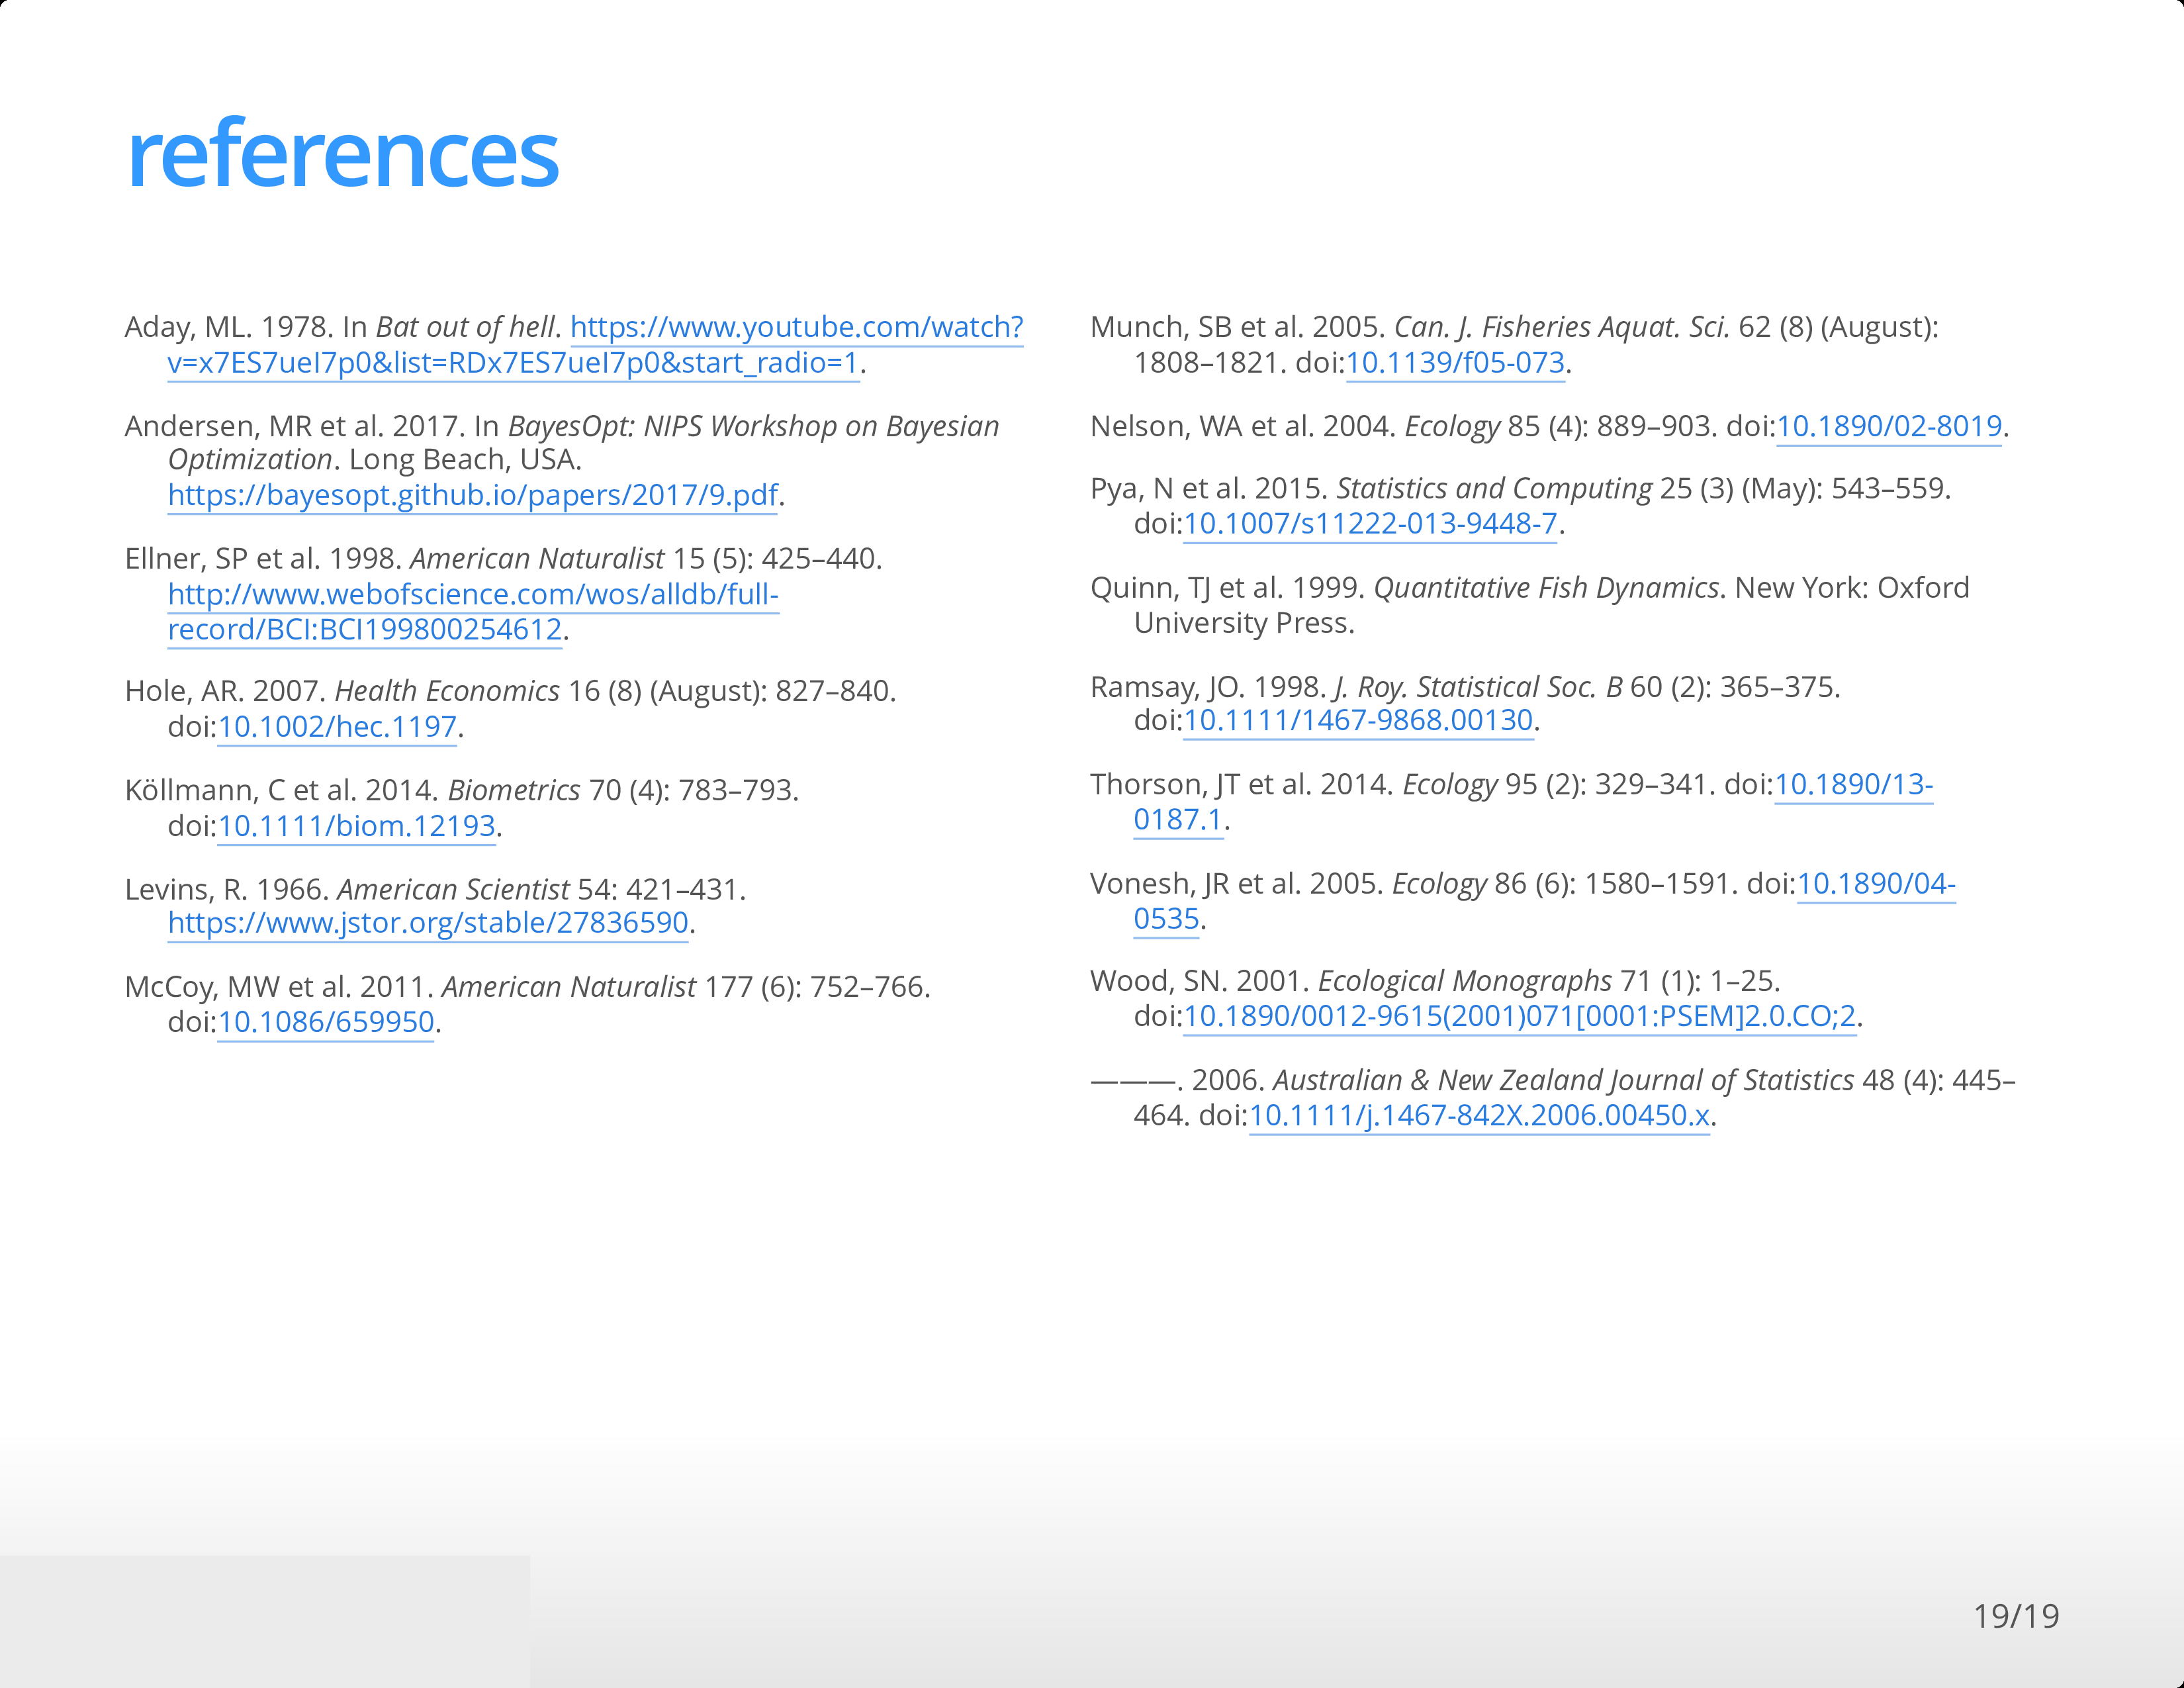 references
Aday, ML. 1978. In Bat out of hell. https://www.youtube.com/watch?
v=x7ES7ueI7p0&list=RDx7ES7ueI7p0&start_radio=1.
Andersen, MR et al. 2017. In BayesOpt: NIPS Workshop on Bayesian
Optimization. Long Beach, USA.
https://bayesopt.github.io/papers/2017/9.pdf.
Ellner, SP et al. 1998. American Naturalist 15 (5): 425–440.
http://www.webofscience.com/wos/alldb/full-
record/BCI:BCI199800254612.
Hole, AR. 2007. Health Economics 16 (8) (August): 827–840.
doi:10.1002/hec.1197.
Köllmann, C et al. 2014. Biometrics 70 (4): 783–793.
doi:10.1111/biom.12193.
Levins, R. 1966. American Scientist 54: 421–431.
https://www.jstor.org/stable/27836590.
McCoy, MW et al. 2011. American Naturalist 177 (6): 752–766.
doi:10.1086/659950.
Munch, SB et al. 2005. Can. J. Fisheries Aquat. Sci. 62 (8) (August):
1808–1821. doi:10.1139/f05-073.
Nelson, WA et al. 2004. Ecology 85 (4): 889–903. doi:10.1890/02-8019.
Pya, N et al. 2015. Statistics and Computing 25 (3) (May): 543–559.
doi:10.1007/s11222-013-9448-7.
Quinn, TJ et al. 1999. Quantitative Fish Dynamics. New York: Oxford
University Press.
Ramsay, JO. 1998. J. Roy. Statistical Soc. B 60 (2): 365–375.
doi:10.1111/1467-9868.00130.
Thorson, JT et al. 2014. Ecology 95 (2): 329–341. doi:10.1890/13-
0187.1.
Vonesh, JR et al. 2005. Ecology 86 (6): 1580–1591. doi:10.1890/04-
0535.
Wood, SN. 2001. Ecological Monographs 71 (1): 1–25.
doi:10.1890/0012-9615(2001)071[0001:PSEM]2.0.CO;2.
———. 2006. Australian & New Zealand Journal of Statistics 48 (4): 445–
464. doi:10.1111/j.1467-842X.2006.00450.x.
19/19